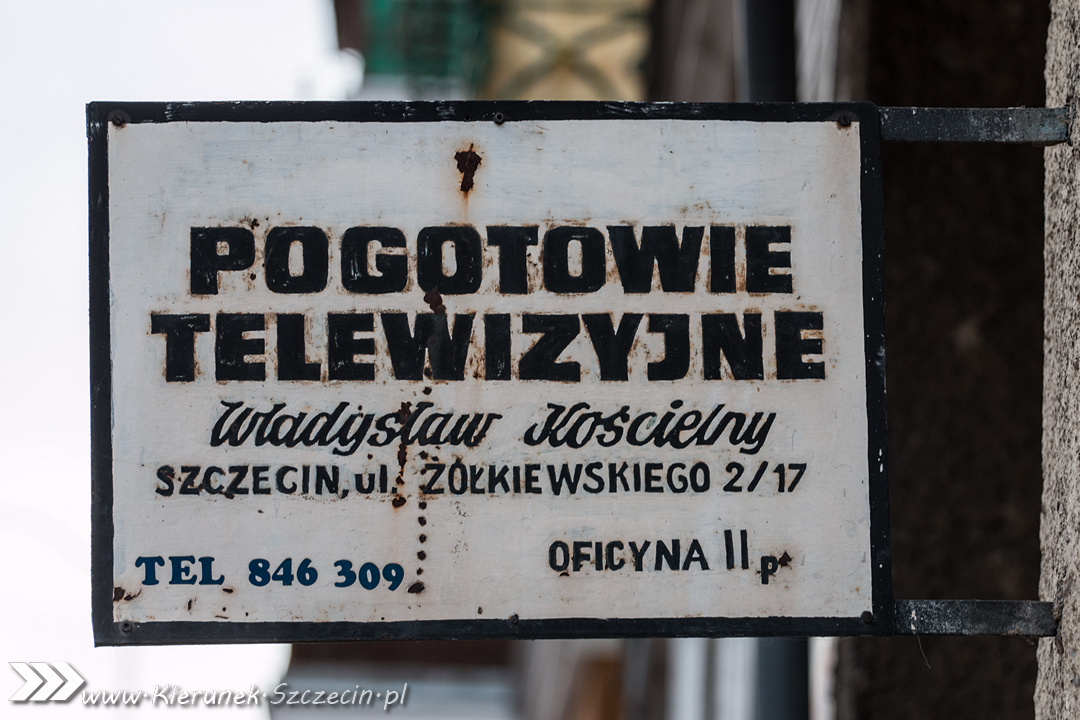 POGOTOWIE
TELEWIZYJNE
Władysław Kościelny
SZCZECIN, ul. ŻÓŁKIEWSKIEGO 2/17
OFICYNA II p
TEL 846 309
www.Kierunek.Szczecin.pl